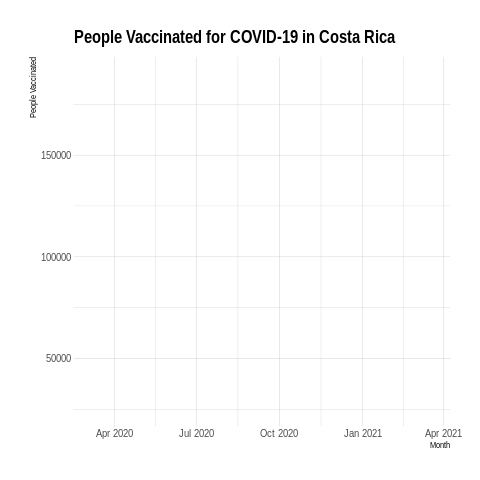 People Vaccinated for COVID-19 in Costa Rica
People Vaccinated
150000
100000
50000
Apr 2020 Jul 2020 Oct 2020 Jan 2021 Apr 2021
Month